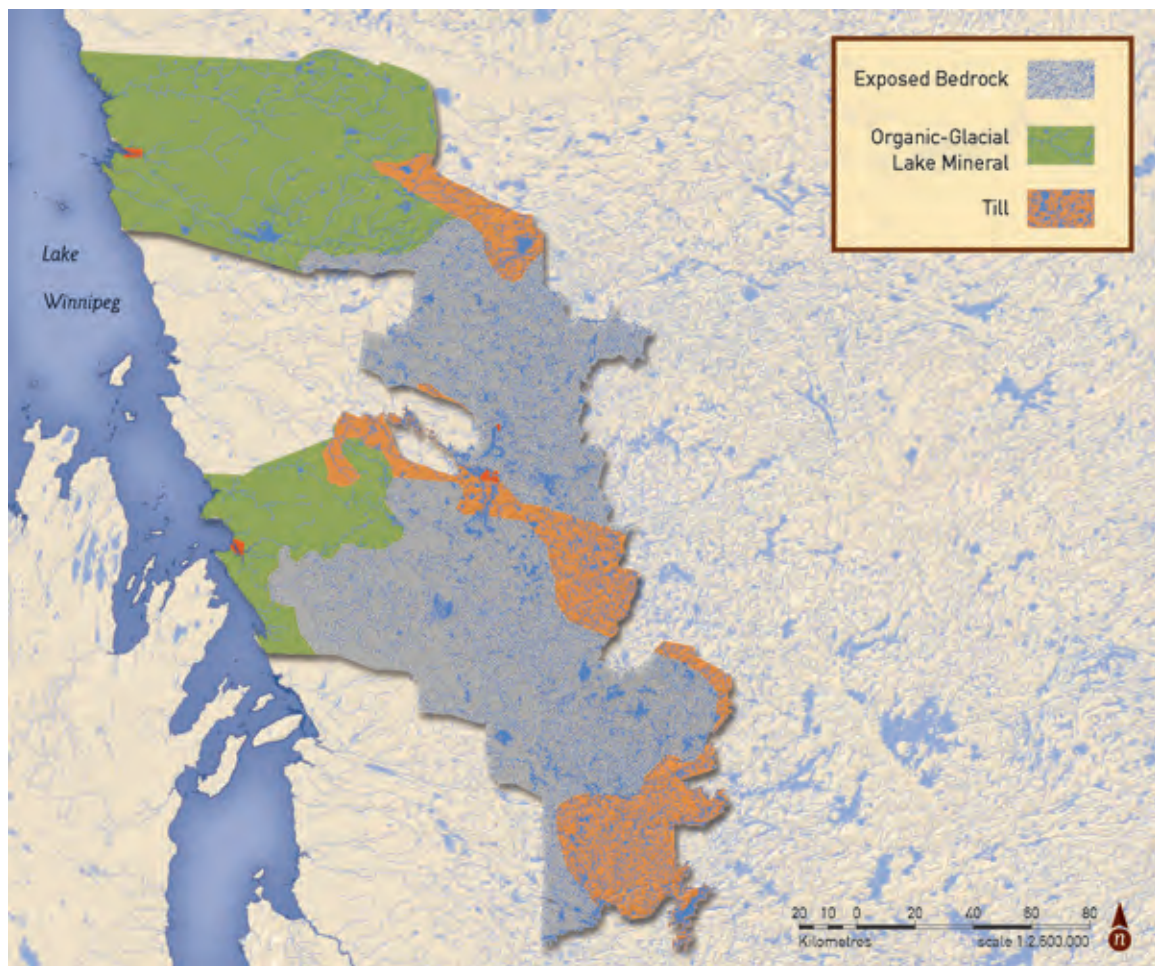 Exposed Bedrock
Organic-Glacial
Lake Mineral
Till
Lake
Winnipeg
20 10 0 20 40 60 80
Kilometres scale 1:2,500,000
n